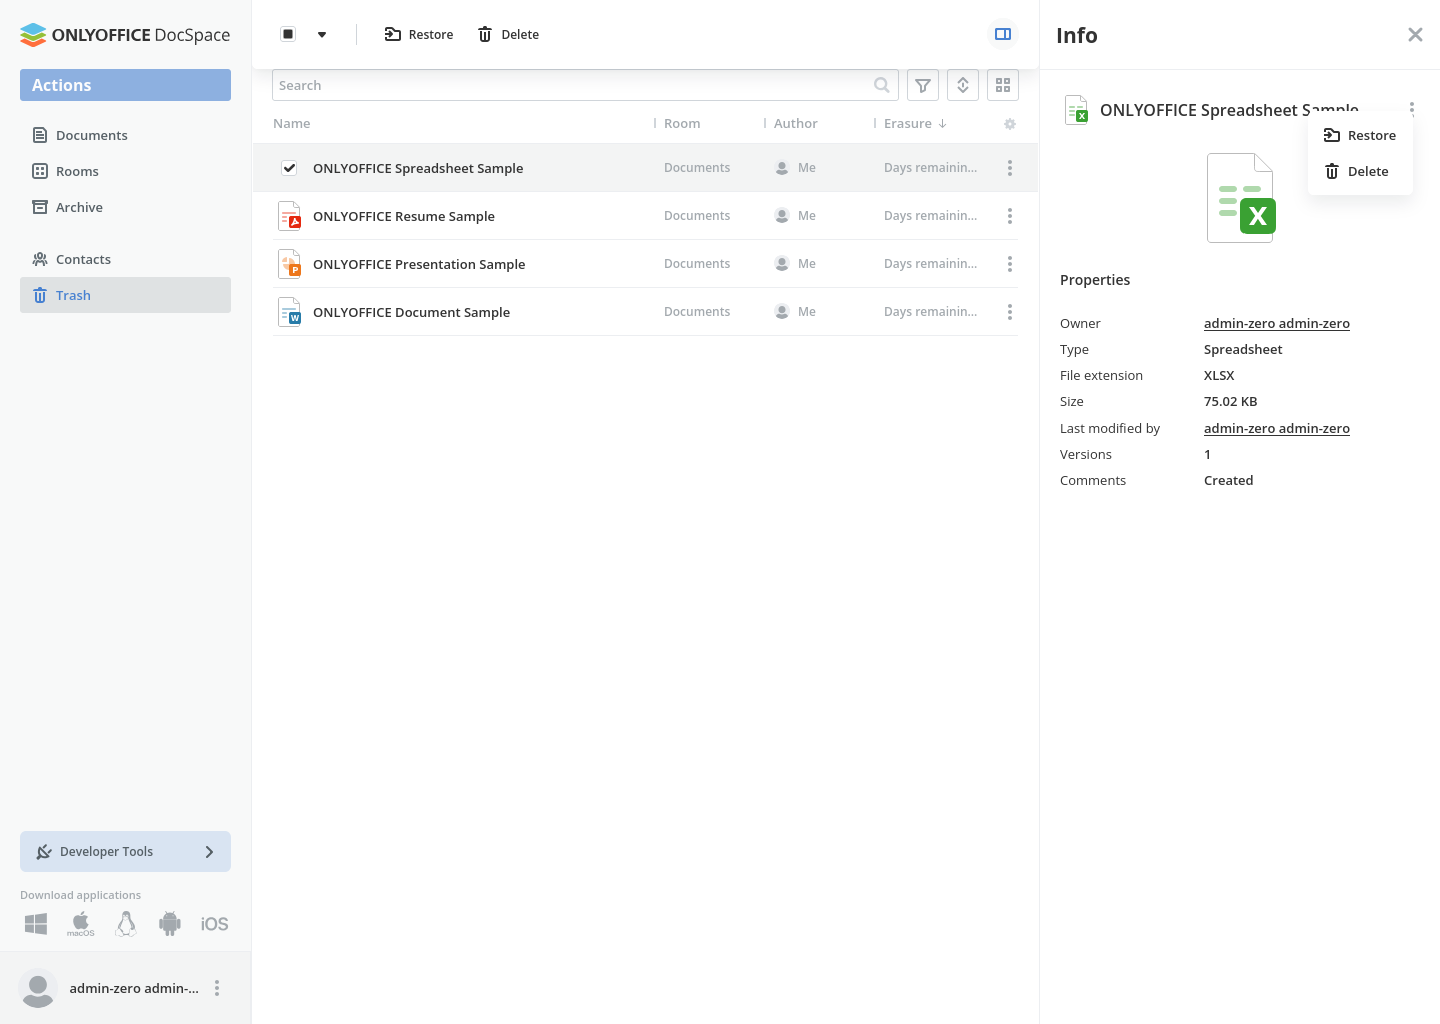 ONLYOFFICE DocSpace
Actions
Documents
Rooms
Archive
Contacts
Trash
Developer Tools
Download applications
macOS
iOS
admin-zero admin-...
Restore
Delete
Search
Name
Room
Author
Erasure
ONLYOFFICE Spreadsheet Sample
Documents
Me
Days remainin...
ONLYOFFICE Resume Sample
Documents
Me
Days remainin...
P
ONLYOFFICE Presentation Sample
Documents
Me
Days remainin...
W
ONLYOFFICE Document Sample
Documents
Me
Days remainin...
Info
X
ONLYOFFICE Spreadsheet Sample
Restore
Delete
X
Properties
Owner admin-zero admin-zero
Type Spreadsheet
File extension XLSX
Size 75.02 KB
Last modified by admin-zero admin-zero
Versions 1
Comments Created